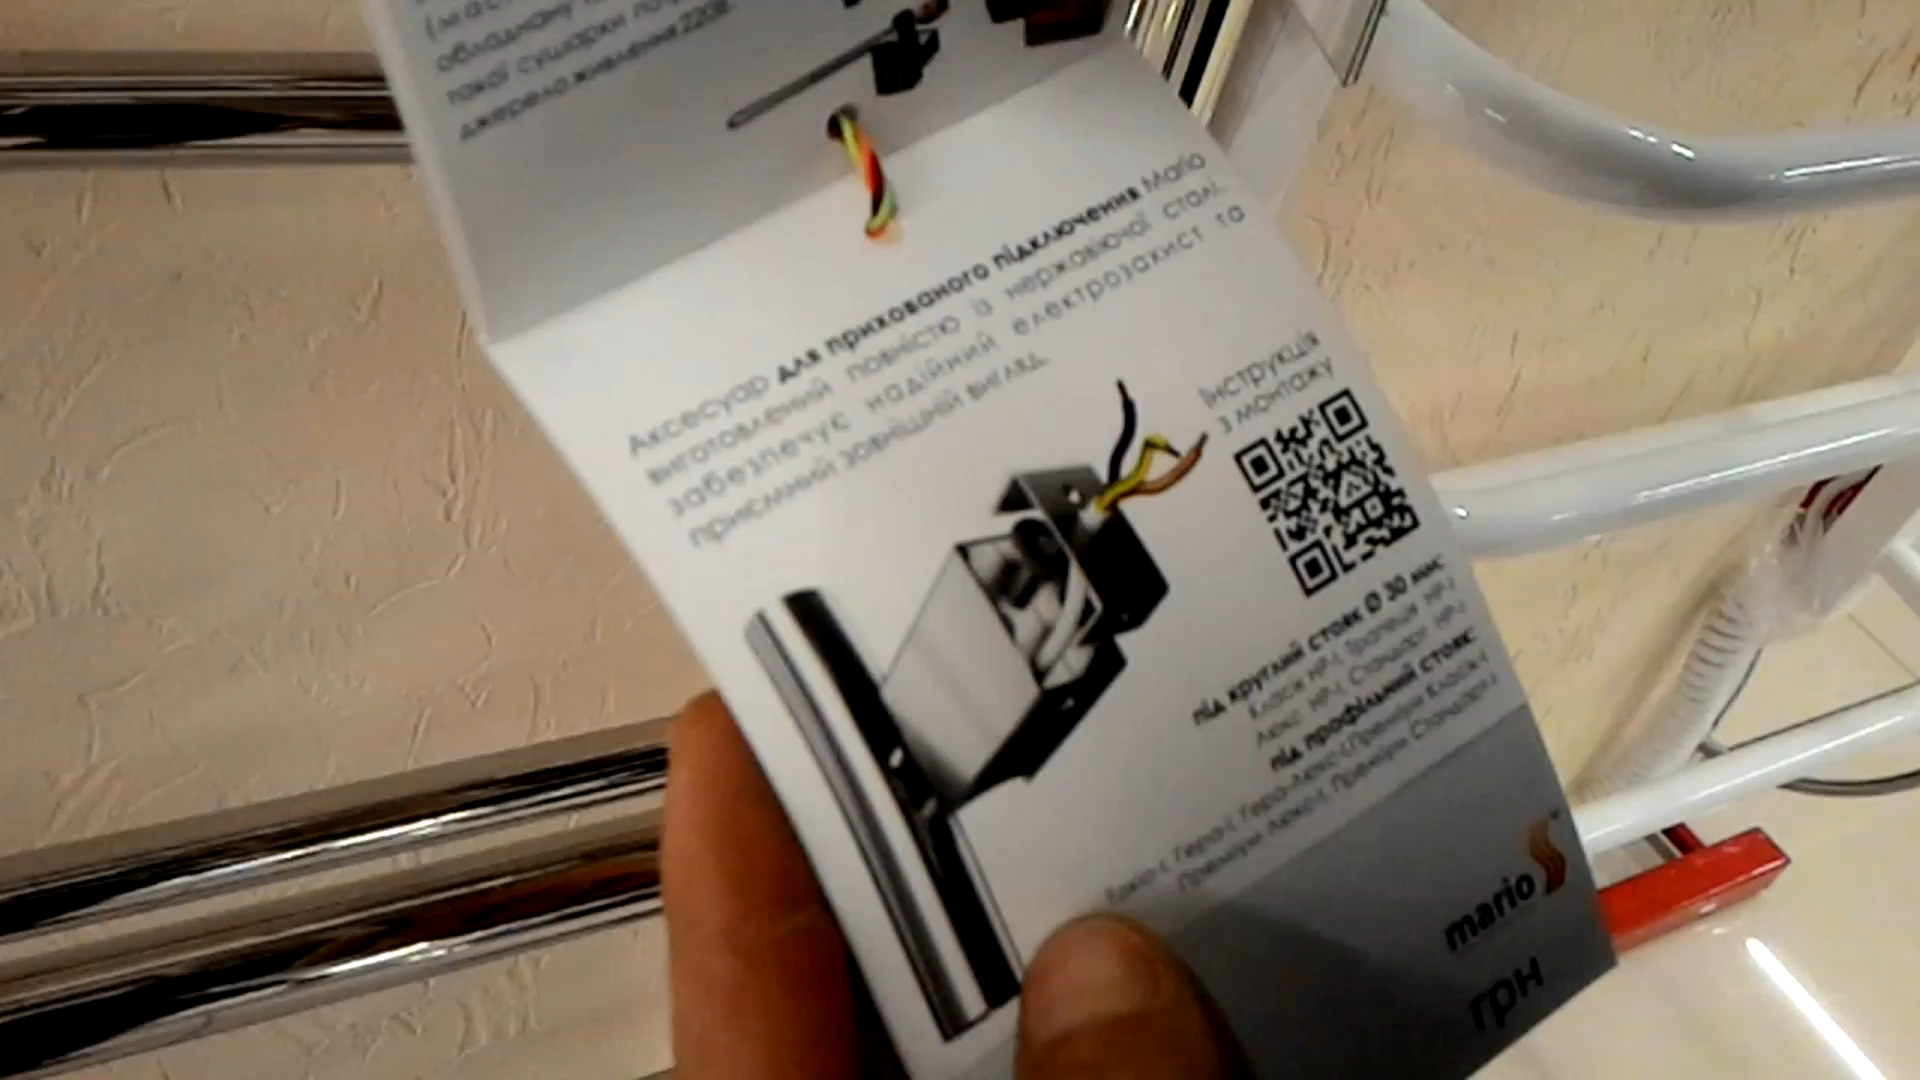 обладнану
такої сушарки
джерело живлення 220В.
Аксесуар для прихованого підключення Mario
виготовлений повністю із нержавіючої сталі,
забезпечує надійний електрозахист та
приємний зовнішній вигляд.
Інструкція
з монтажу
під круглий стояк Ø 30 мм:
Класік НР-І, Трапеція НР-І,
Люкс НР-І, Стандарт НР-І
під профільний стояк:
Токіо-І, Гера-І, Гера-Люкс-І, Преміум Класік-І
Преміум Люкс-І, Преміум Стандарт-І
mario
грн